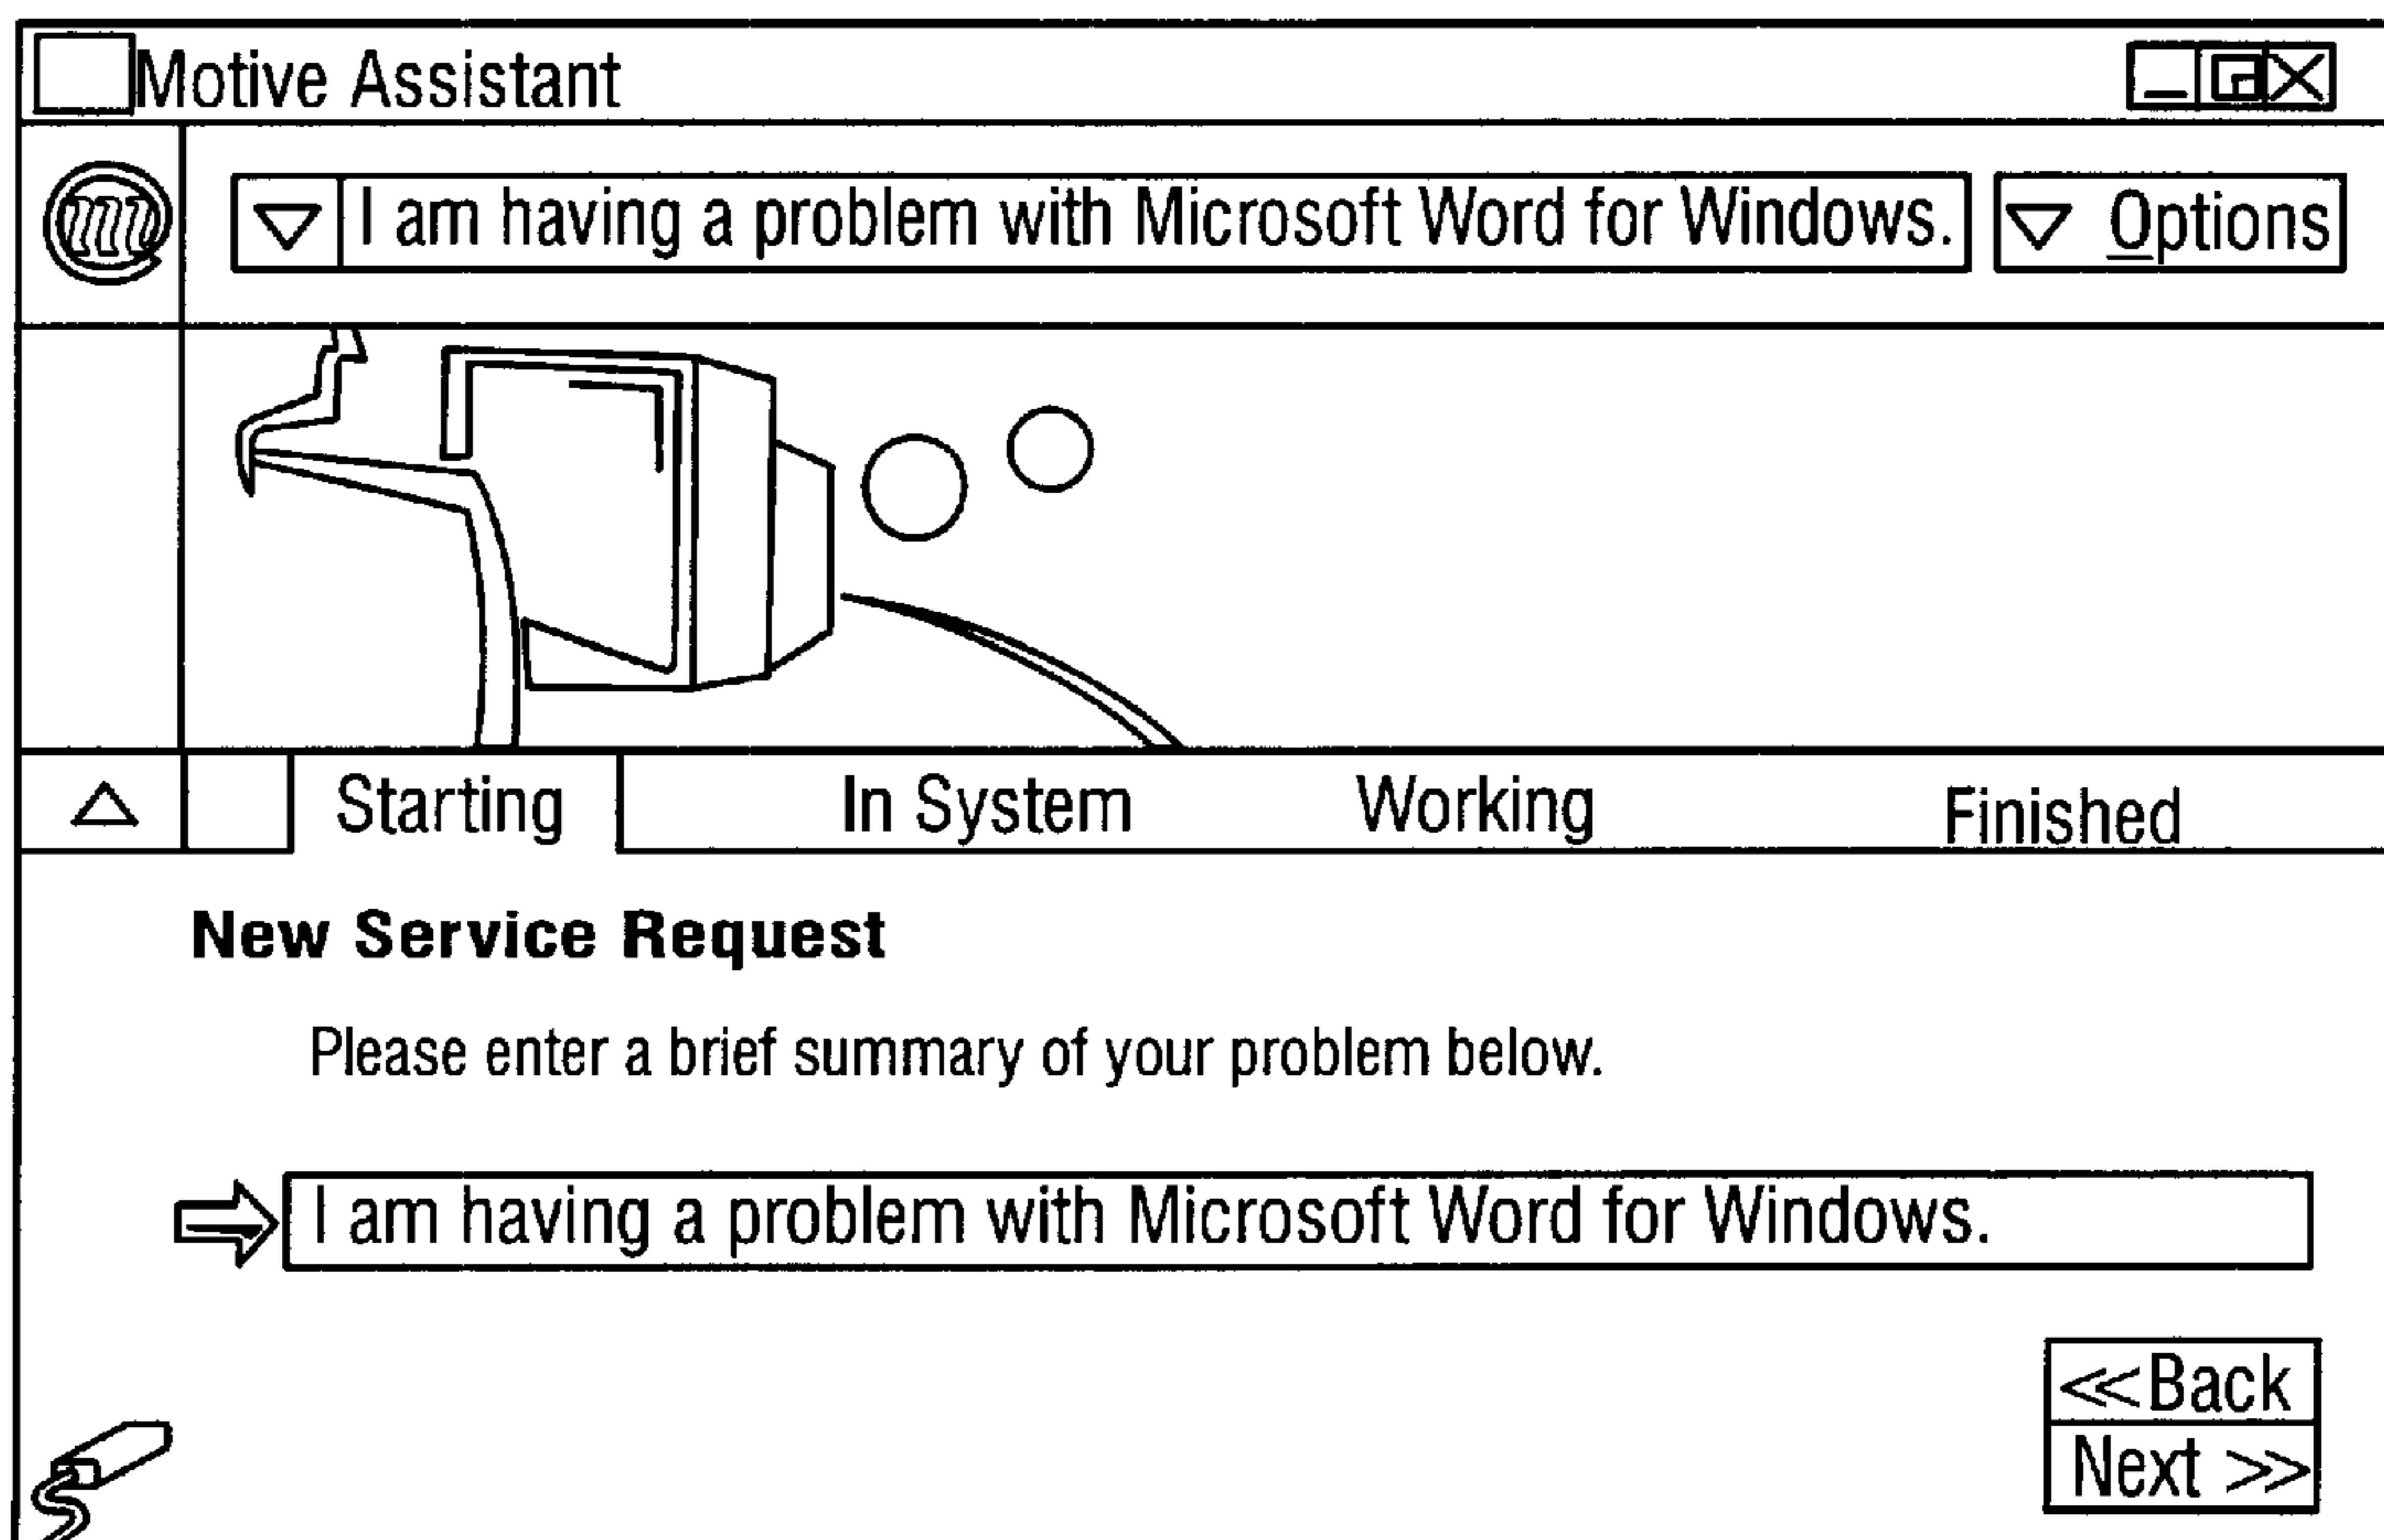 Motive Assistant
I am having a problem with Microsoft Word for Windows.
Options
Starting In System Working Finished
New Service Request
Please enter a brief summary of your problem below.
I am having a problem with Microsoft Word for Windows.
<<Back
Next >>